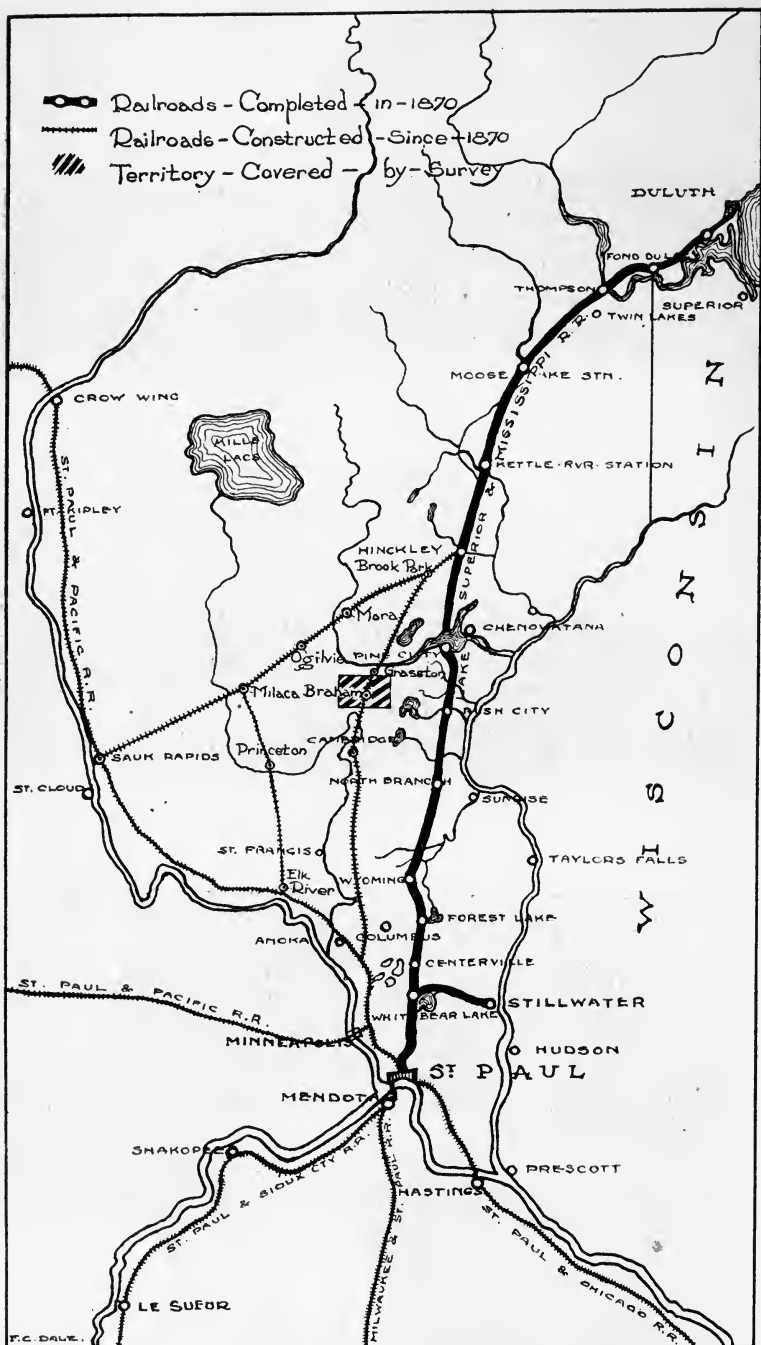 Railroads - Completed - in - 1870
Railroads - Constructed - Since - 1870
Territory - Covered - by - Survey
DULUTH
FOND DU L
THOMPSON
SUPERIOR
TWIN LAKES
MOOSE LAKE STN.
CROW WING
MILLE
LACS
KETTLE RVR. STATION
FT. RIPLEY
ST. PAUL & PACIFIC R.R.
LAKE SUPERIOR & MISSISSIPPI R.R.
WISCONSIN
HINCKLEY
Brook Park
Mora
CHENGWATANA
Ogilvie
PINE CITY
Grasston
Milaca
Braham
RUSH CITY
CAMBRIDGE
SAUK RAPIDS
Princeton
ST. CLOUD
NORTH BRANCH
SUNRISE
ST. FRANCIS
TAYLORS FALLS
Elk
River
WYOMING
FOREST LAKE
ANOKA
COLUMBUS
CENTERVILLE
ST. PAUL & PACIFIC R.R.
STILLWATER
WHITE BEAR LAKE
MINNEAPOLIS
HUDSON
ST. PAUL
MENDOTA
SHAKOPEE
PRESCOTT
HASTINGS
ST. PAUL & SIOUX CTY R.R.
MILWAUKEE & ST. PAUL R.R.
ST. PAUL & CHICAGO R.R.
LE SUEUR
F.C. DALE.